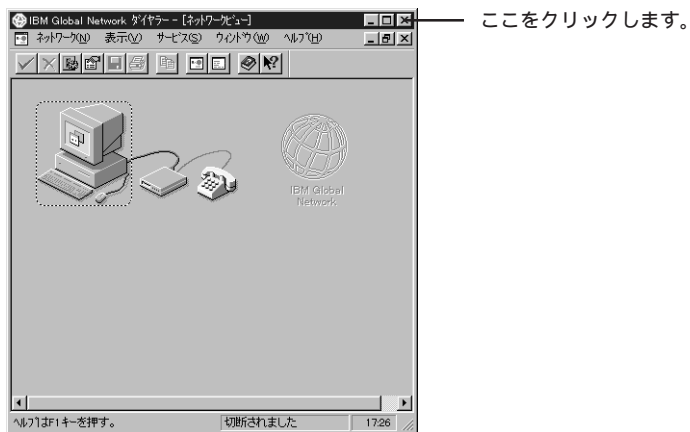 IBM Global Network ダイヤラー - [ネットワークビュー]
ここをクリックします。
ネットワーク(N) 表示(V) サービス(S) ウィンドウ(W) ヘルプ(H)
IBM Global
Network
ヘルプはF1キーを押す。 切断されました 17:26